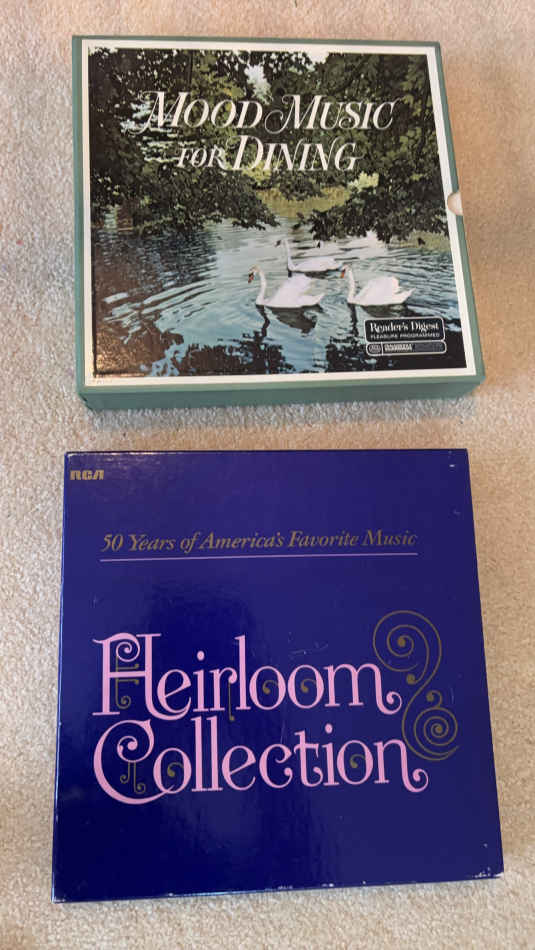 MOOD MUSIC
FOR DINING
Reader's Digest
PLEASURE PROGRAMMED
RCA
50 Years of America's Favorite Music
Heirloom
Collection